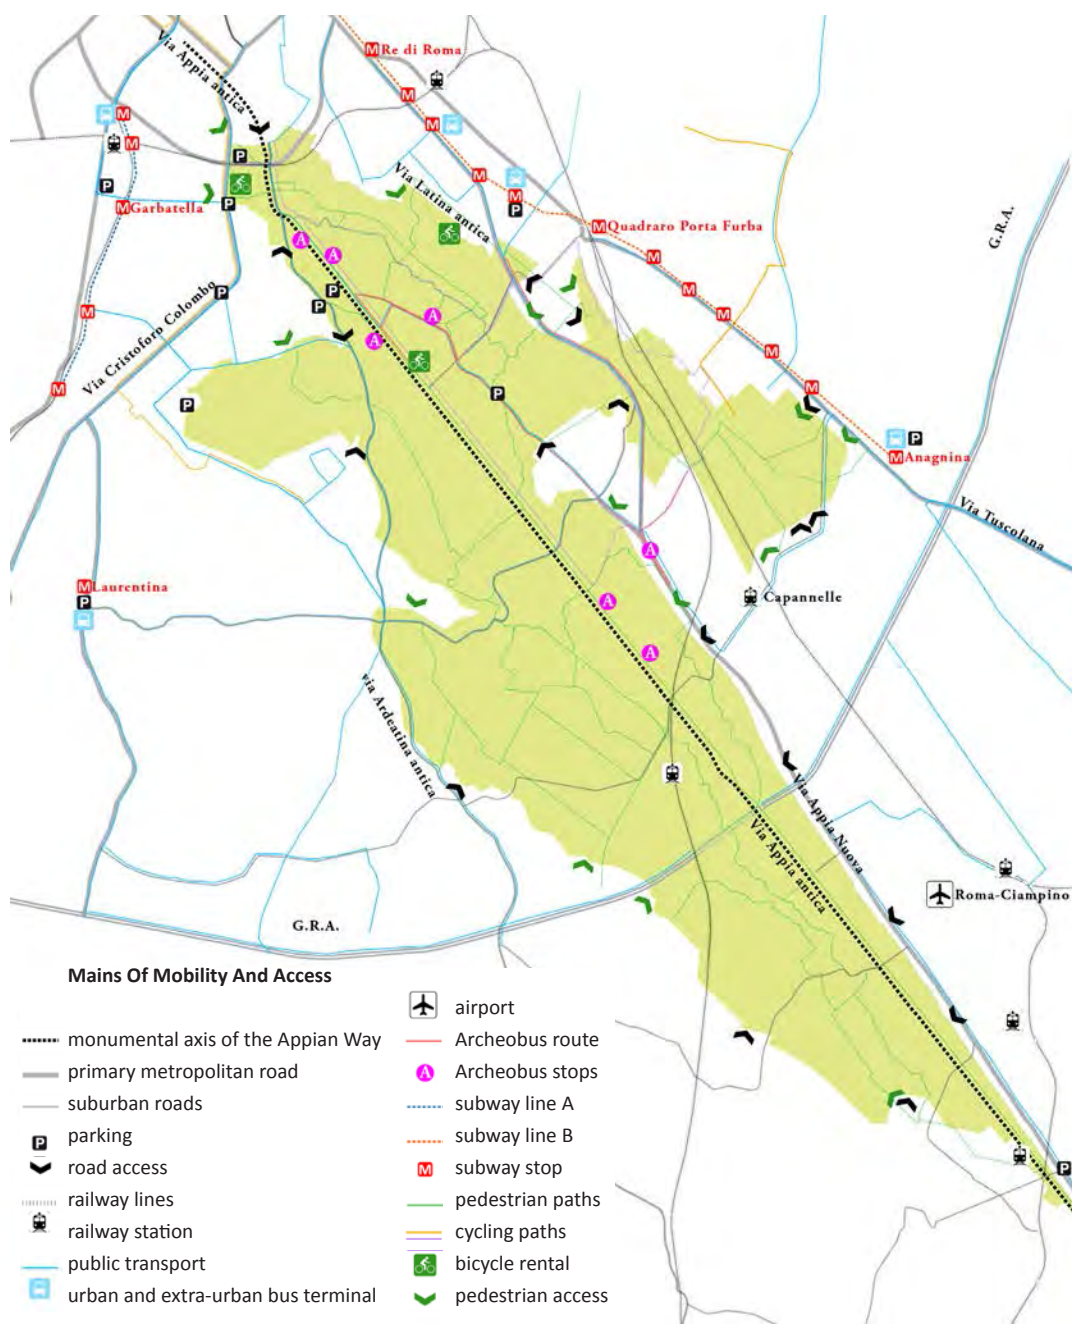 Via Appia antica
M Re di Roma
M
M
M
M
M
M
P
Via Latina antica
P
P
M Garbatella
P
M
M Quadraro Porta Furba
M
M
M
M
M
G.R.A.
A
A
P
P
P
A
A
Via Cristoforo Colombo
M
M
P
P
P
M Anagnina
Via Tuscolana
A
M Laurentina
P
Capannelle
A
A
via Ardeatina antica
Via Appia Nuova
Via Appia antica
Roma-Ciampino
G.R.A.
P
Mains Of Mobility And Access
monumental axis of the Appian Way
primary metropolitan road
suburban roads
P parking
road access
railway lines
railway station
public transport
urban and extra-urban bus terminal
airport
Archeobus route
A Archeobus stops
subway line A
subway line B
M subway stop
pedestrian paths
cycling paths
bicycle rental
pedestrian access